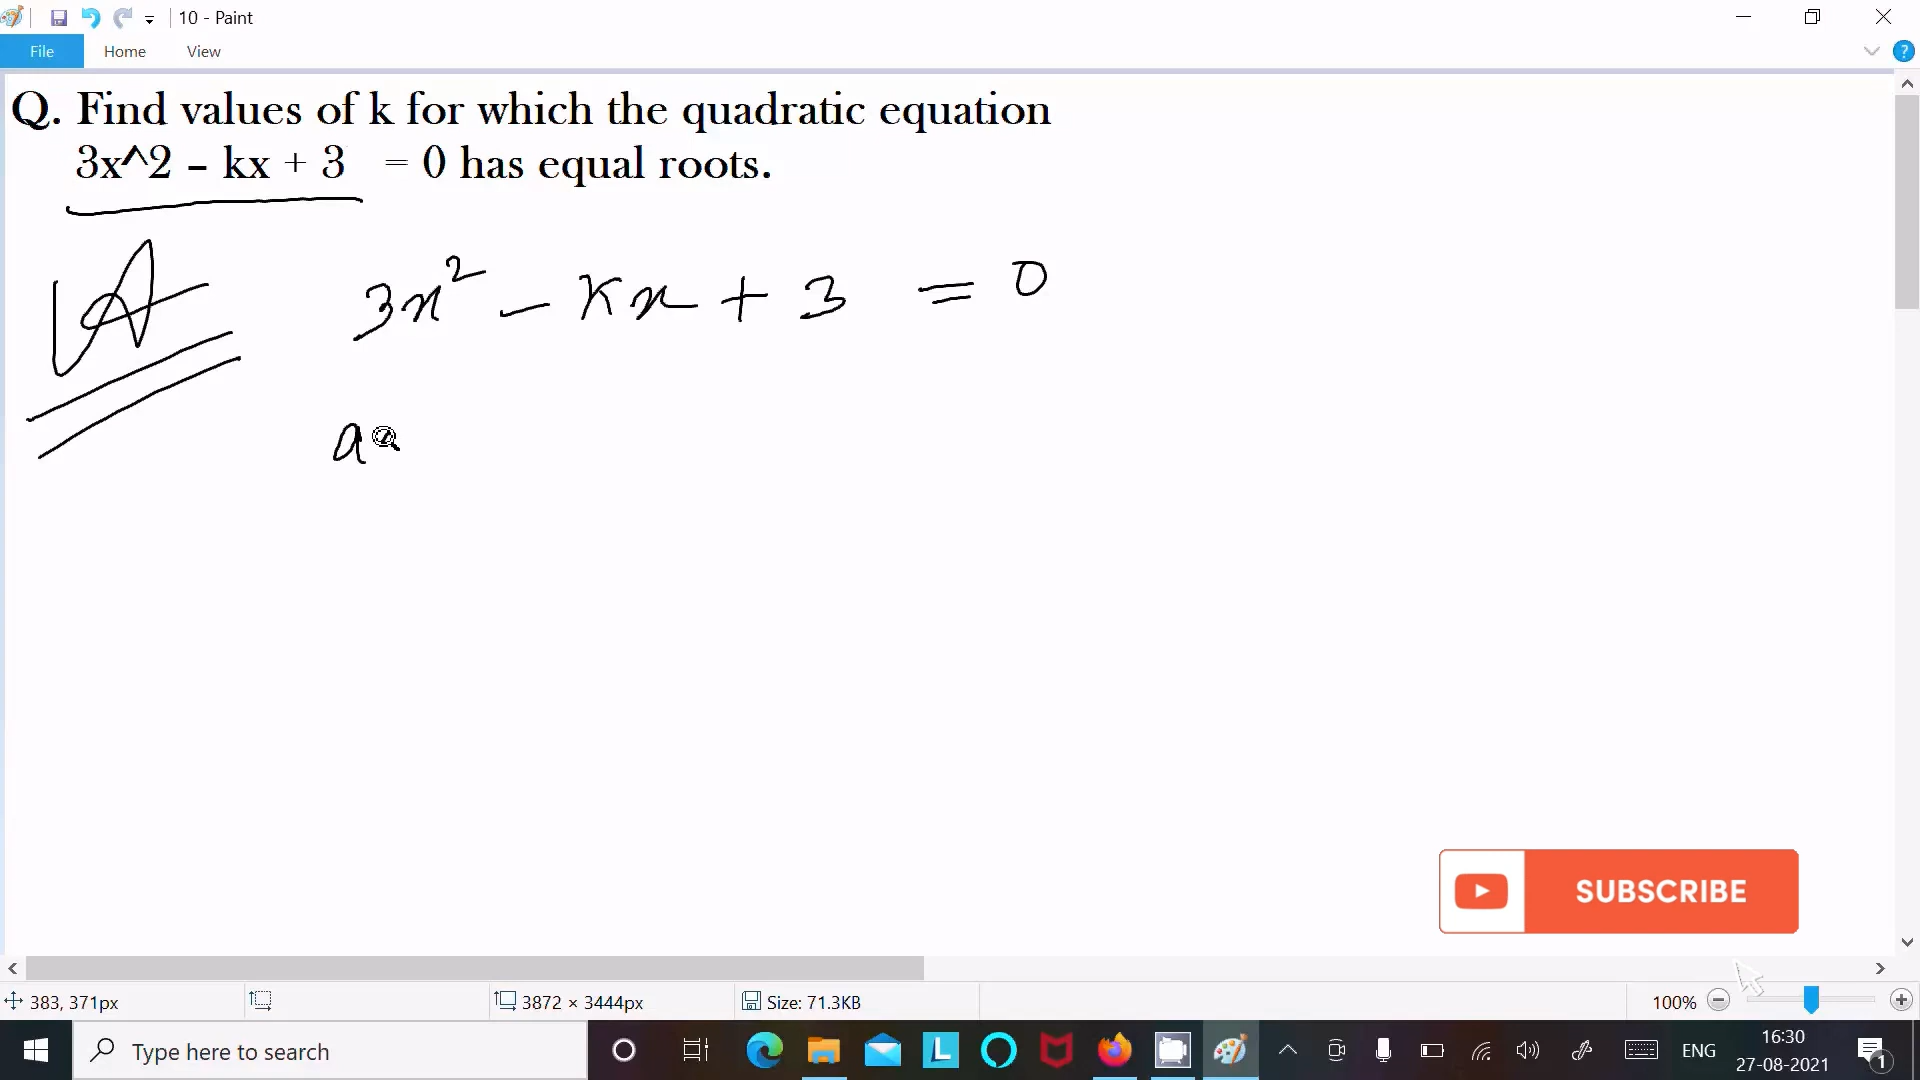 10 - Paint
File Home View
Q. Find values of k for which the quadratic equation
3x^2 – kx + 3 = 0 has equal roots.
A 3x² - kx + 3 = 0
a
SUBSCRIBE
383, 371px
3872 × 3444px
Size: 71.3KB
100%
Type here to search
ENG
16:30
27-08-2021
1